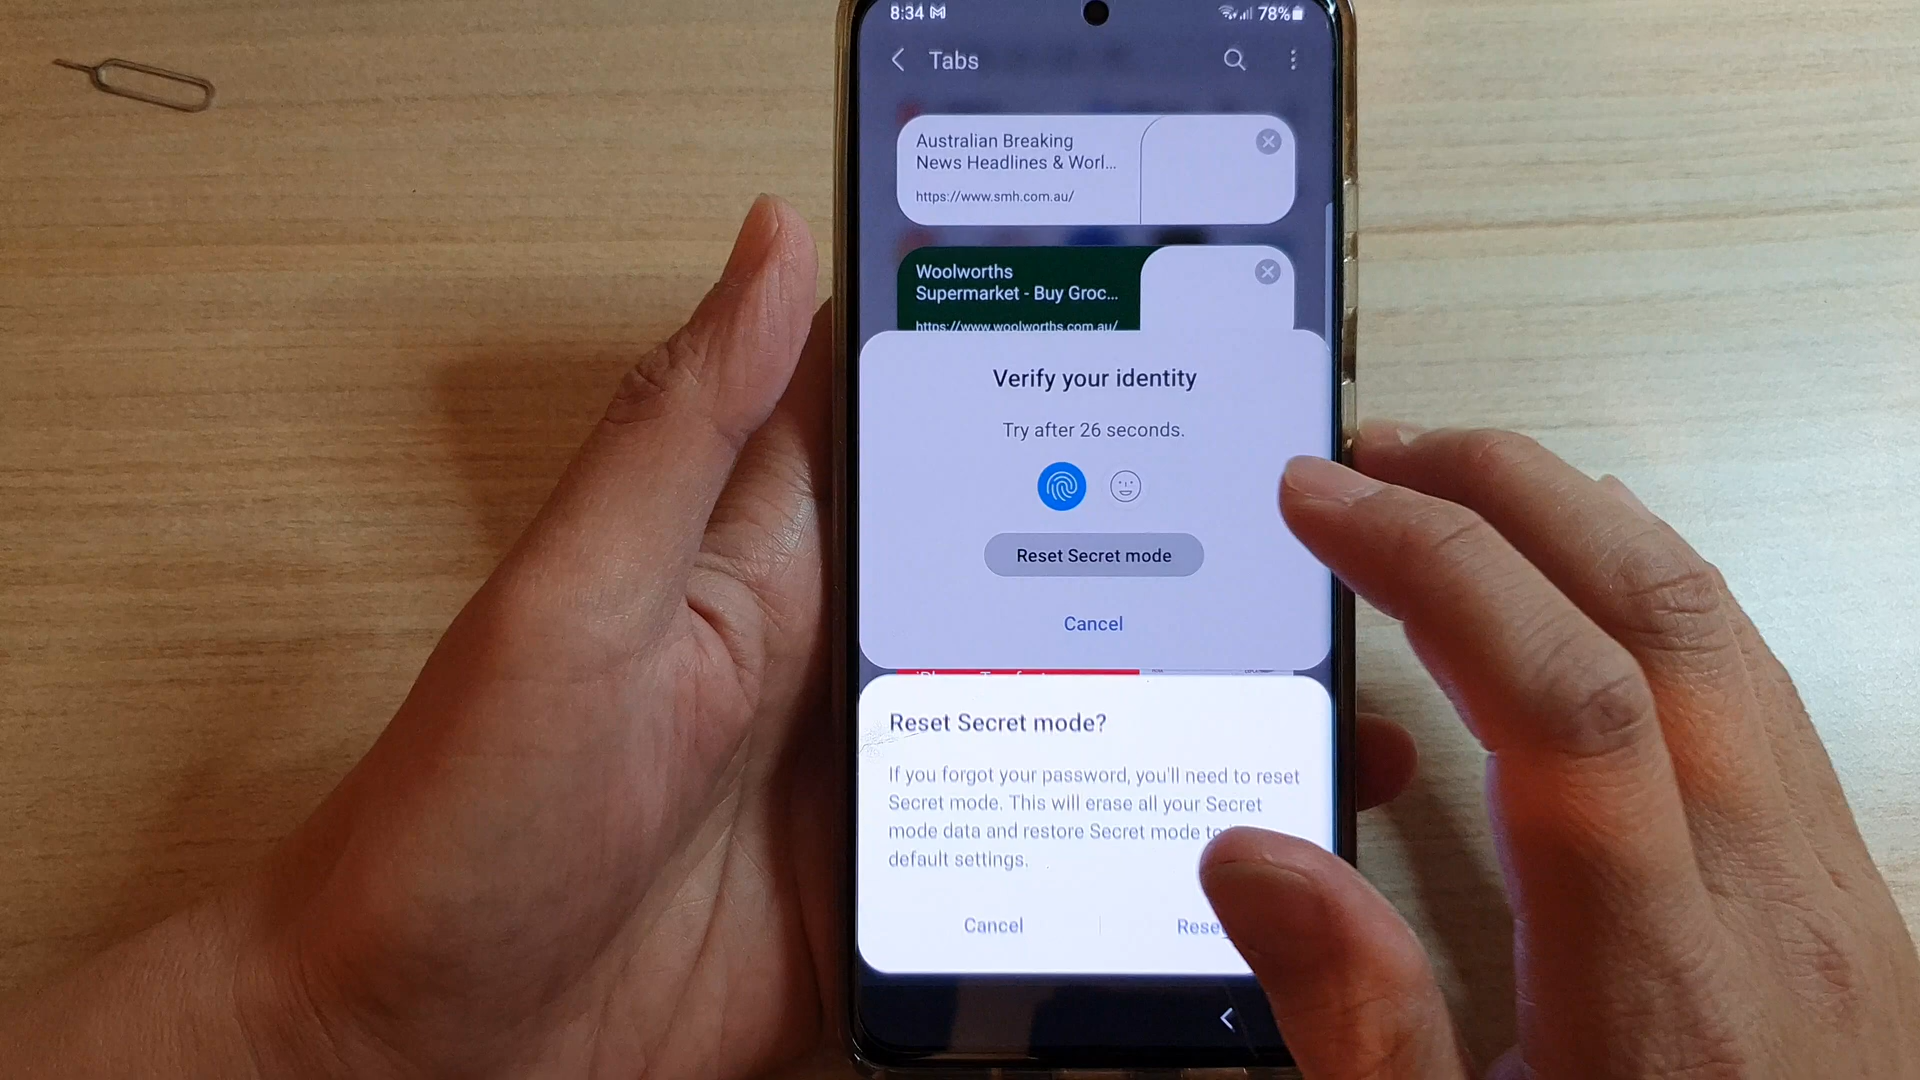 8:34
78%
Tabs
Australian Breaking
News Headlines & Worl...
https://www.smh.com.au/
Woolworths
Supermarket - Buy Groc...
https://www.woolworths.com.au/
Verify your identity
Try after 26 seconds.
Reset Secret mode
Cancel
Reset Secret mode?
If you forgot your password, you'll need to reset
Secret mode. This will erase all your Secret
mode data and restore Secret mode to
default settings.
Cancel
Rese